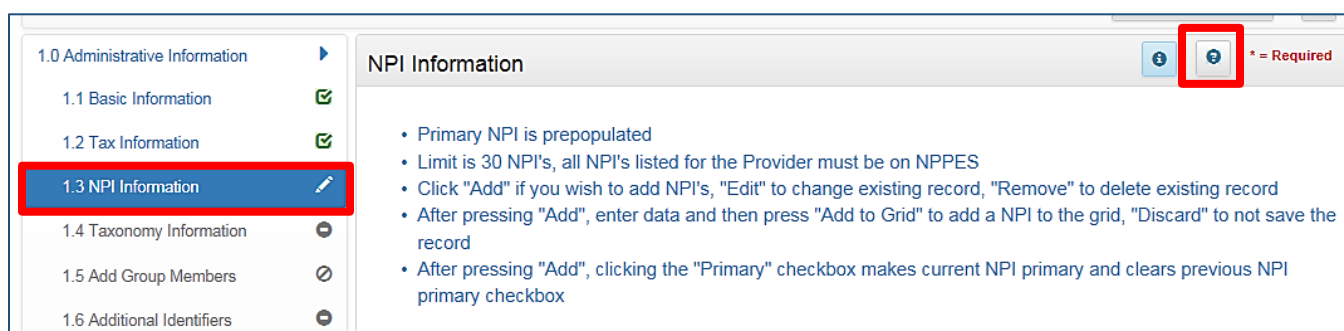 1.0 Administrative Information
1.1 Basic Information
1.2 Tax Information
1.3 NPI Information
1.4 Taxonomy Information
1.5 Add Group Members
1.6 Additional Identifiers
NPI Information
* = Required
• Primary NPI is prepopulated
• Limit is 30 NPI's, all NPI's listed for the Provider must be on NPPES
• Click "Add" if you wish to add NPI's, "Edit" to change existing record, "Remove" to delete existing record
• After pressing "Add", enter data and then press "Add to Grid" to add a NPI to the grid, "Discard" to not save the
record
• After pressing "Add", clicking the "Primary" checkbox makes current NPI primary and clears previous NPI
primary checkbox